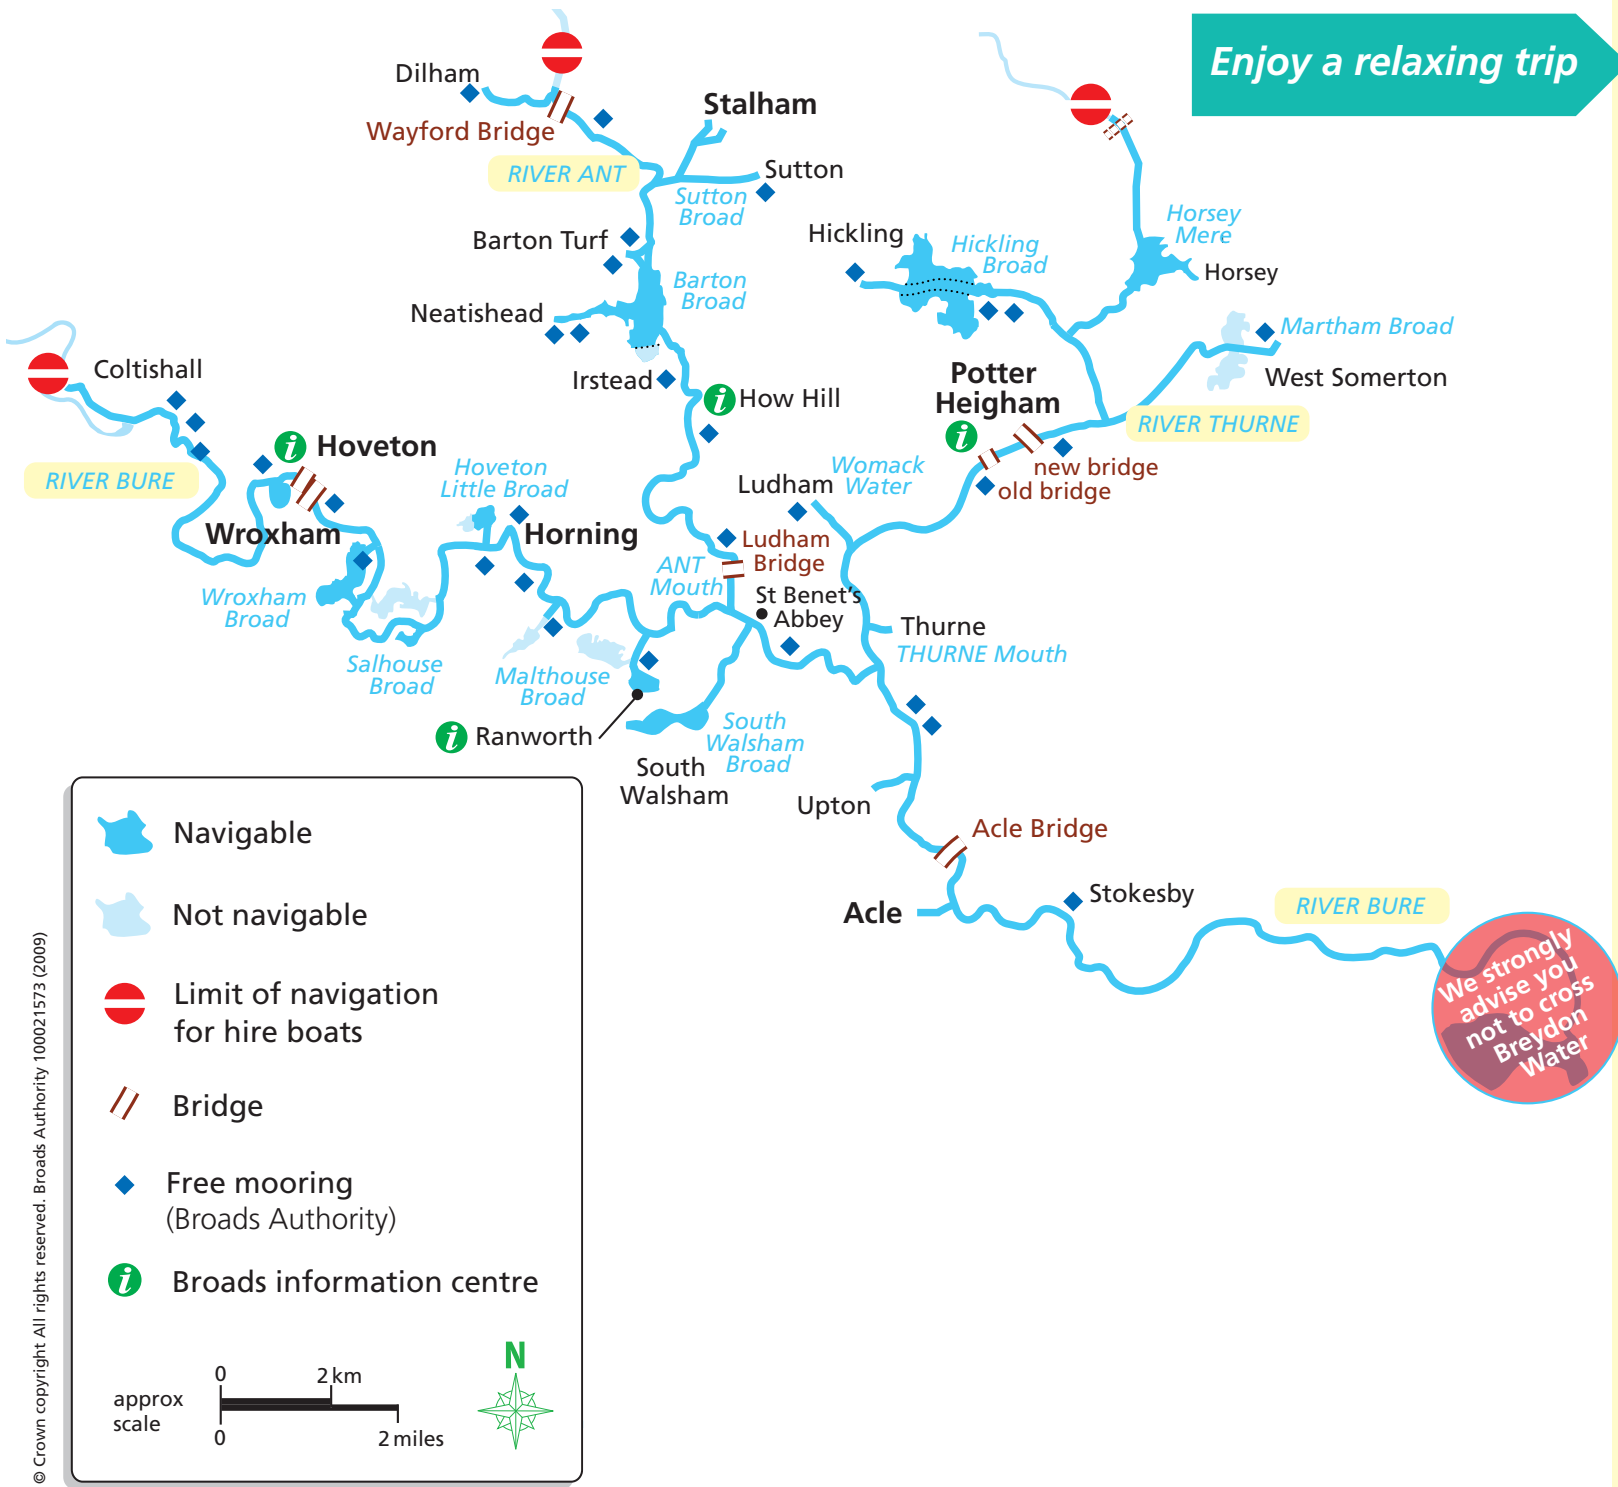 Enjoy a relaxing trip
Dilham
Wayford Bridge
Stalham
RIVER ANT
Sutton
Sutton
Broad
Barton Turf
Barton
Broad
Neatishead
Irstead
How Hill
Hickling
Hickling
Broad
Horsey
Mere
Horsey
Martham Broad
West Somerton
Potter
Heigham
RIVER THURNE
new bridge
old bridge
Coltishall
RIVER BURE
Hoveton
Wroxham
Hoveton
Little Broad
Horning
Wroxham
Broad
Salhouse
Broad
Malthouse
Broad
Ranworth
Womack
Water
Ludham
Ludham
Bridge
ANT
Mouth
St Benet's
Abbey
Thurne
THURNE Mouth
South
Walsham
Broad
South
Walsham
Upton
Acle Bridge
Acle
Stokesby
RIVER BURE
We strongly
advise you
not to cross
Breydon
Water
Navigable
Not navigable
Limit of navigation
for hire boats
Bridge
Free mooring
(Broads Authority)
Broads information centre
N
approx
scale
0
2 km
0
2 miles
© Crown copyright All rights reserved. Broads Authority 100021573 (2009)